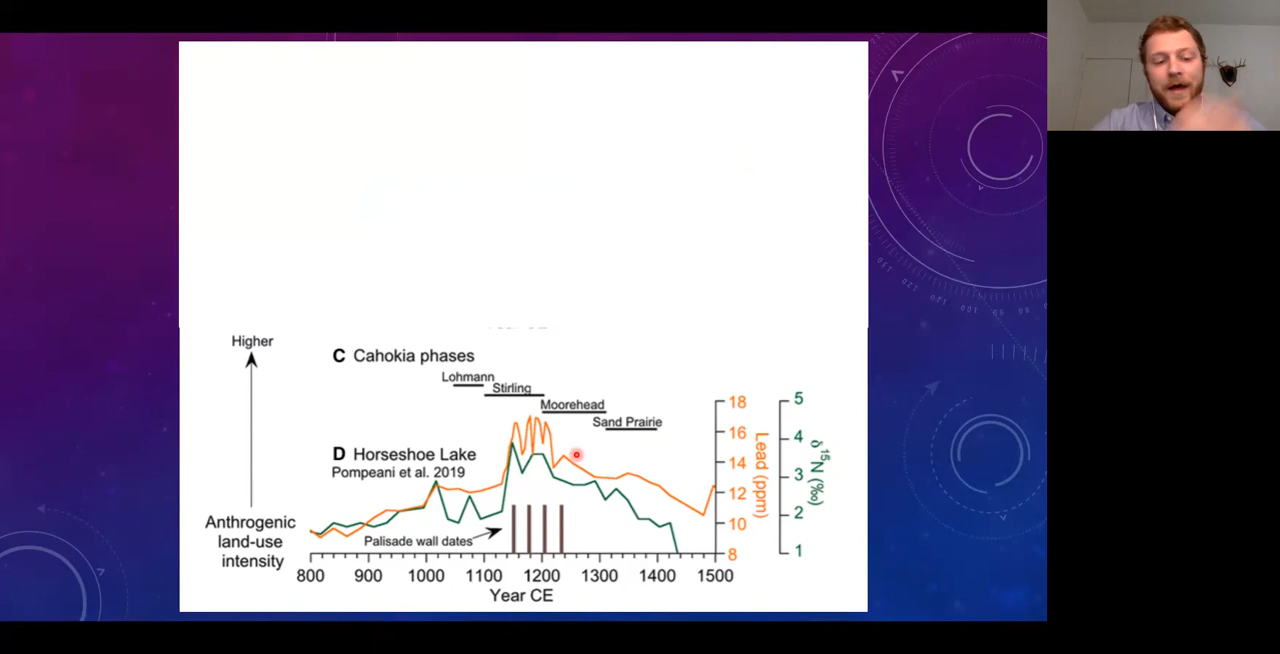 Higher
C Cahokia phases
Lohmann
Stirling
Moorehead
Sand Prairie
D Horseshoe Lake
Pompeani et al. 2019
Anthrogenic
land-use
intensity
Palisade wall dates
18
16
14
12
10
8
Lead (ppm)
5
4
3
2
1
δ¹⁵N (‰)
800 900 1000 1100 1200 1300 1400 1500
Year CE